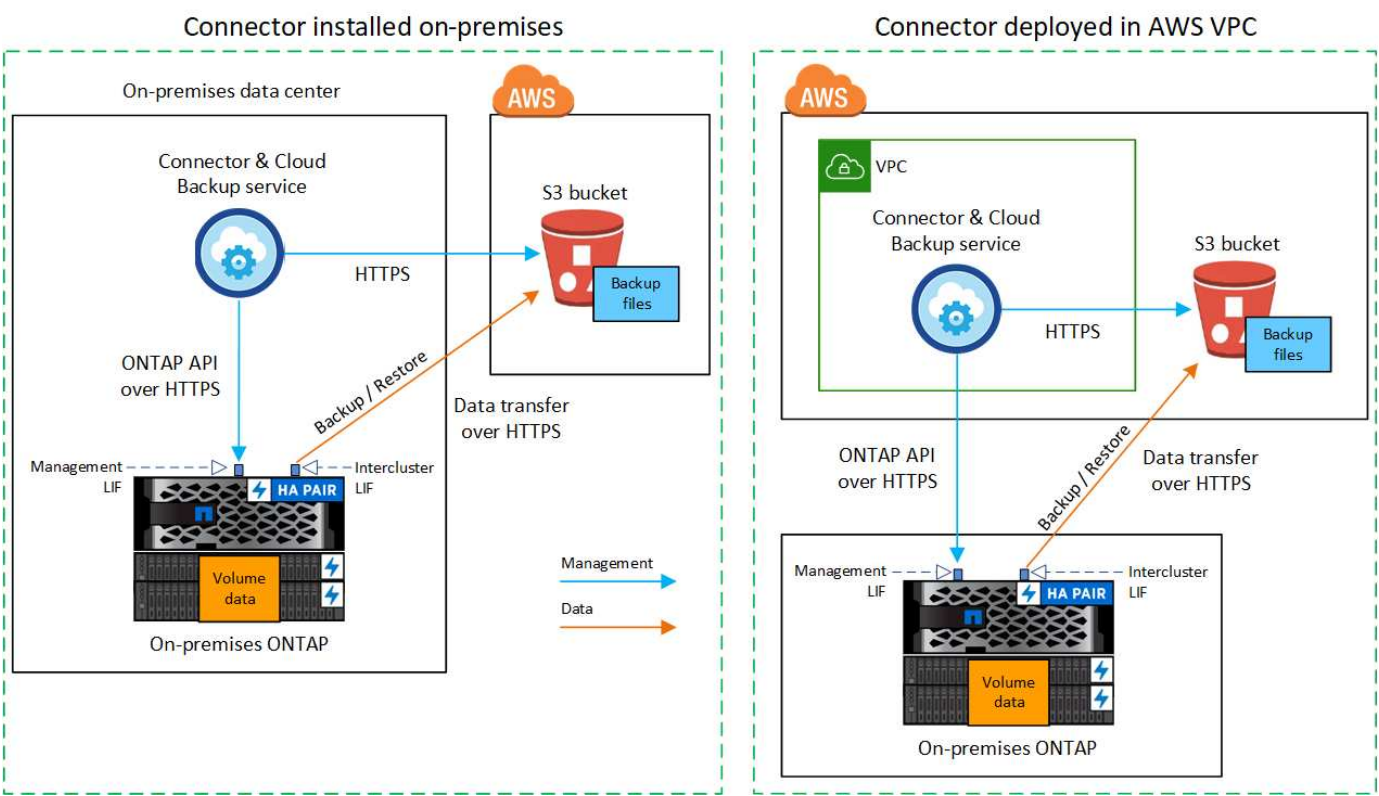 Connector installed on-premises
On-premises data center
AWS
Connector & Cloud
Backup service
S3 bucket
HTTPS
Backup
files
ONTAP API
over HTTPS
Backup / Restore
Data transfer
over HTTPS
Management
LIF
Intercluster
LIF
HA PAIR
Volume
data
On-premises ONTAP
Management
Data
Connector deployed in AWS VPC
AWS
VPC
Connector & Cloud
Backup service
S3 bucket
HTTPS
Backup
files
ONTAP API
over HTTPS
Backup / Restore
Data transfer
over HTTPS
Management
LIF
Intercluster
LIF
HA PAIR
Volume
data
On-premises ONTAP